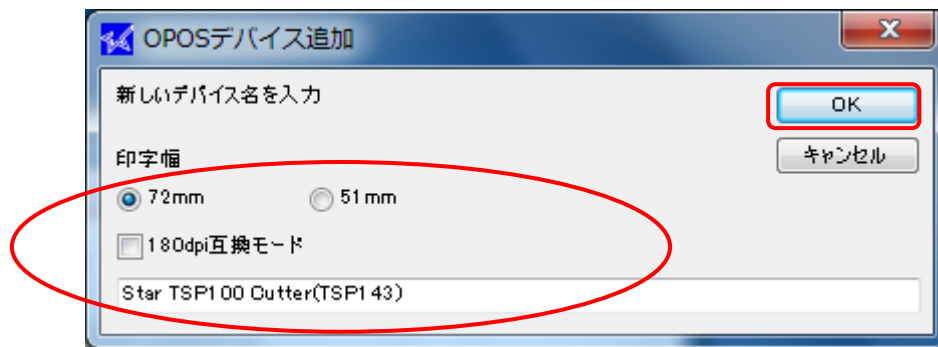 OPOSデバイス追加
新しいデバイス名を入力
OK
印字幅
キャンセル
72mm
51mm
180dpi互換モード
Star TSP100 Cutter(TSP143)